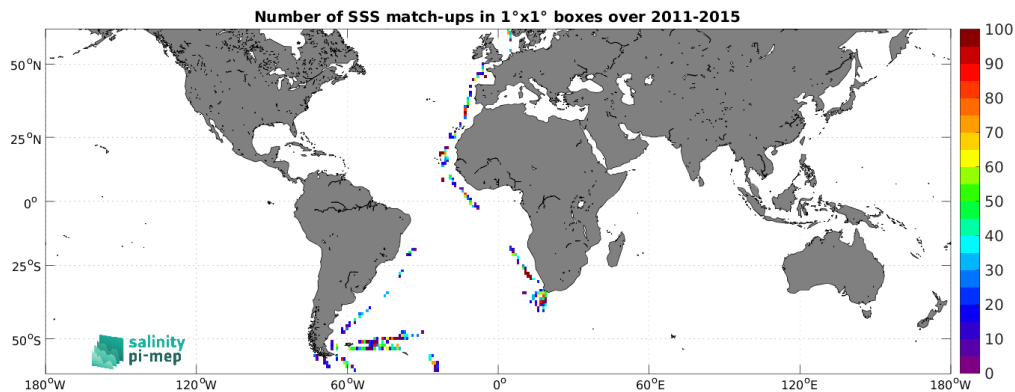 Number of SSS match-ups in 1°x1° boxes over 2011-2015
50°N
25°N
0°
25°S
50°S
180°W
120°W
60°W
0°
60°E
120°E
180°W
100
90
80
70
60
50
40
30
20
10
0
salinity
pi-mep